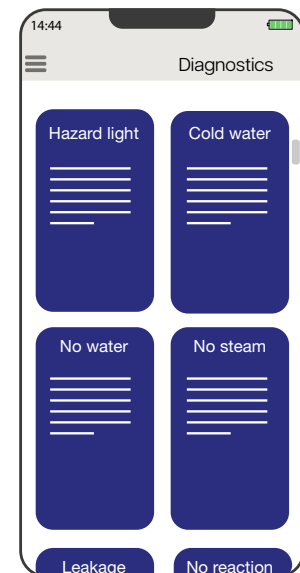 14:44
Diagnostics
Hazard light
Cold water
No water
No steam
Leakage
No reaction